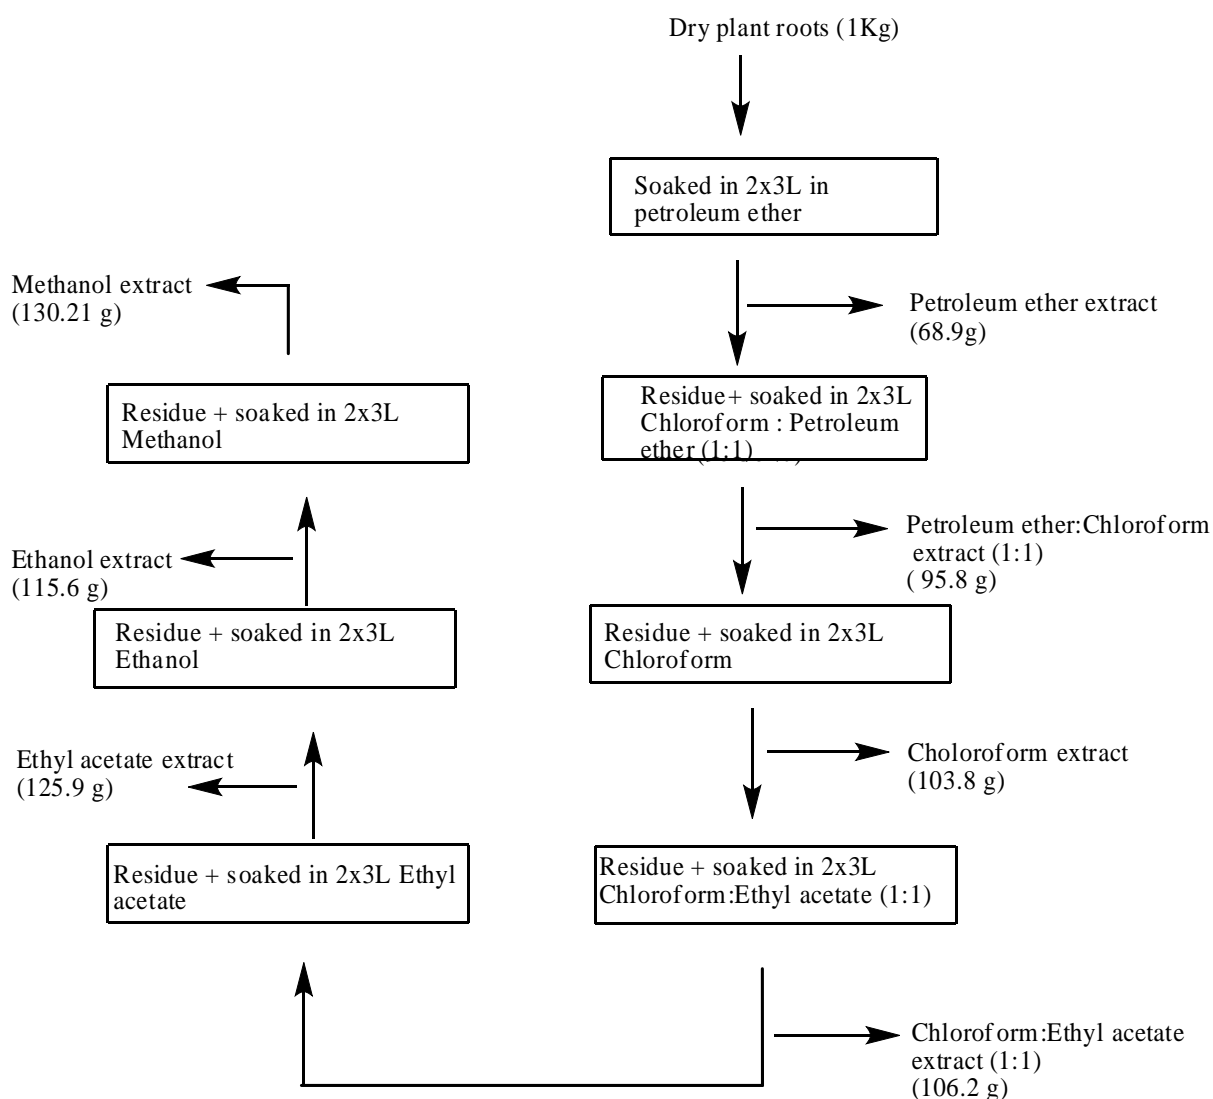 Dry plant roots (1Kg)
Soaked in 2x3L in
petroleum ether
Petroleum ether extract
(68.9g)
Residue+ soaked in 2x3L
Chloroform : Petroleum
ether (1:1)
Petroleum ether:Chloroform
extract (1:1)
( 95.8 g)
Residue + soaked in 2x3L
Chloroform
Choloroform extract
(103.8 g)
Residue + soaked in 2x3L
Chloroform:Ethyl acetate (1:1)
Chloroform:Ethyl acetate
extract (1:1)
(106.2 g)
Residue + soaked in 2x3L Ethyl
acetate
Ethyl acetate extract
(125.9 g)
Residue + soaked in 2x3L
Ethanol
Ethanol extract
(115.6 g)
Residue + soaked in 2x3L
Methanol
Methanol extract
(130.21 g)